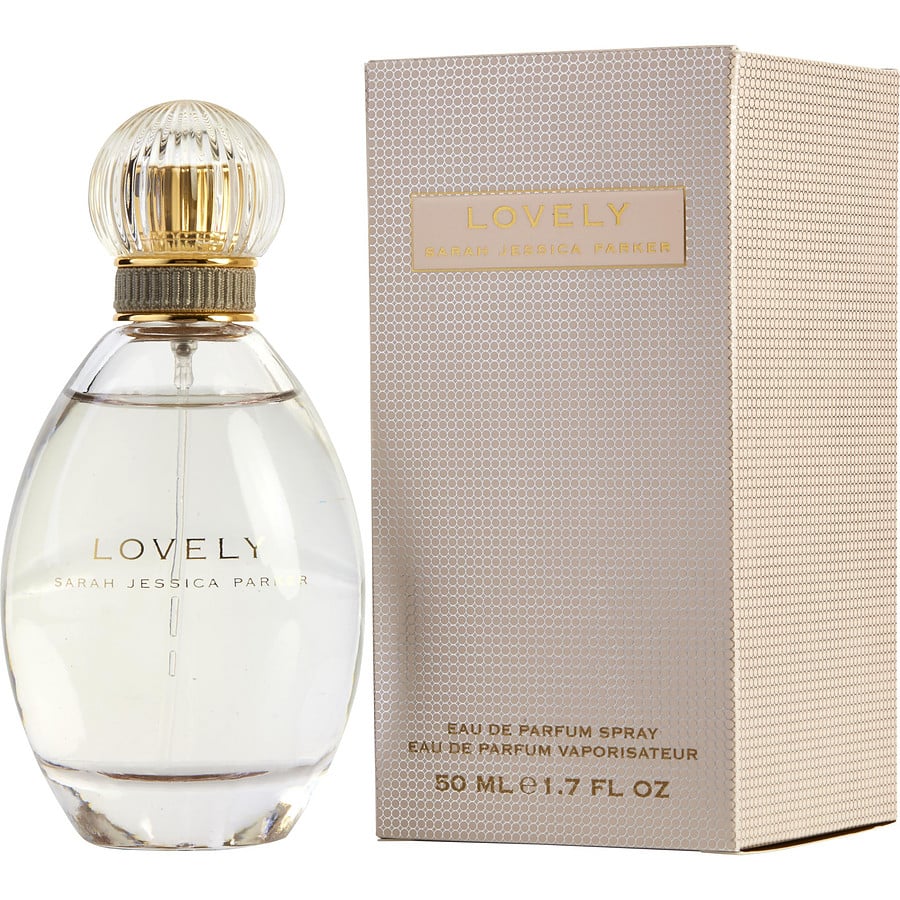 LOVELY
SARAH JESSICA PARKER
LOVELY
SARAH JESSICA PARKER
EAU DE PARFUM SPRAY
EAU DE PARFUM VAPORISATEUR
50 ML ℮ 1.7 FL OZ